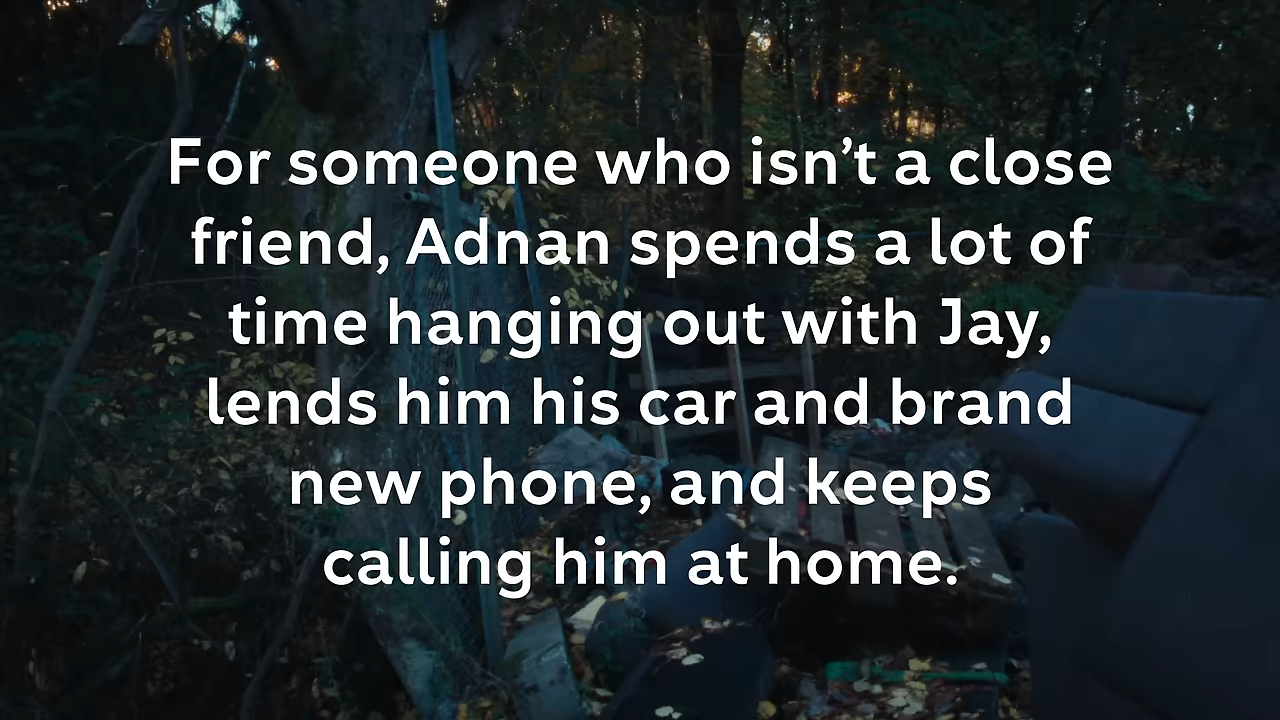 For someone who isn’t a close
friend, Adnan spends a lot of
time hanging out with Jay,
lends him his car and brand
new phone, and keeps
calling him at home.